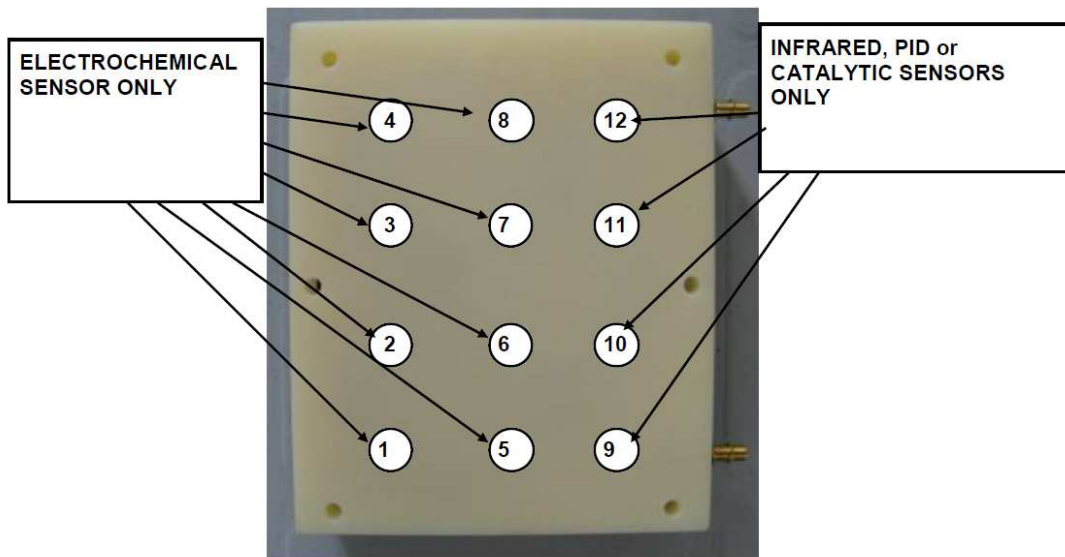 ELECTROCHEMICAL
SENSOR ONLY
INFRARED, PID or
CATALYTIC SENSORS
ONLY
4 8 12
3 7 11
2 6 10
1 5 9